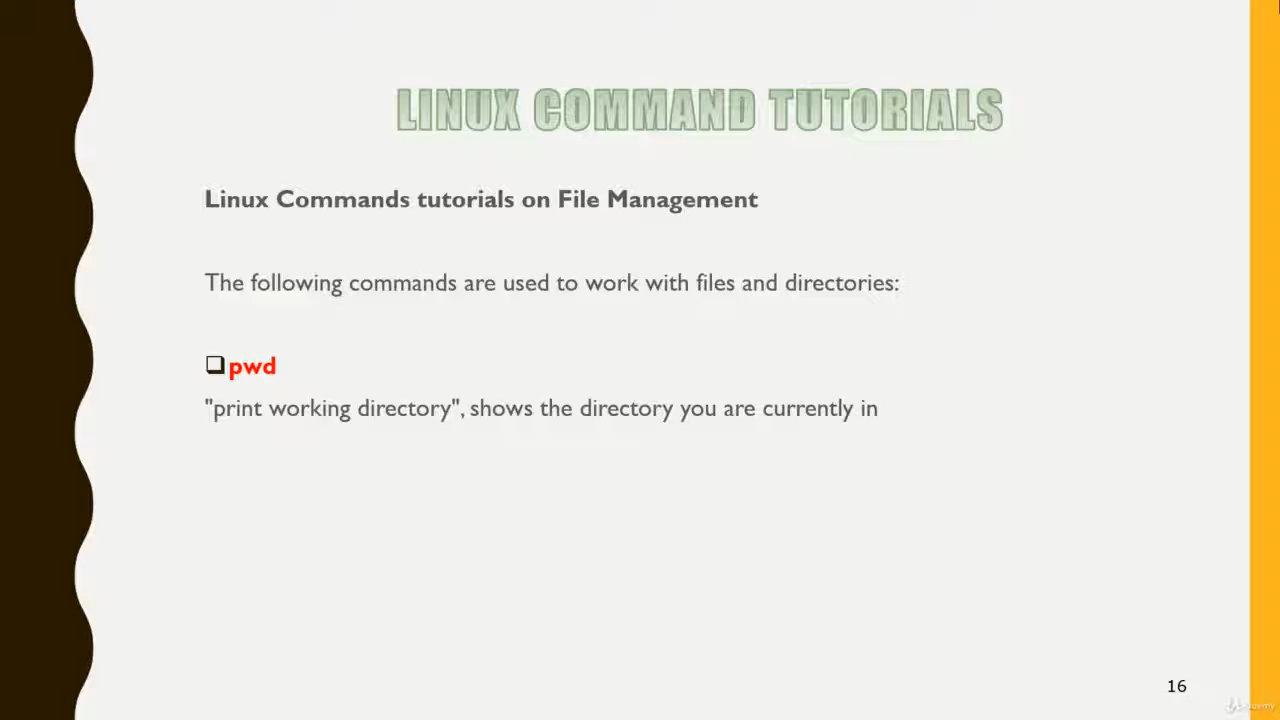 LINUX COMMAND TUTORIALS
Linux Commands tutorials on File Management
The following commands are used to work with files and directories:
pwd
"print working directory", shows the directory you are currently in
16
Udemy